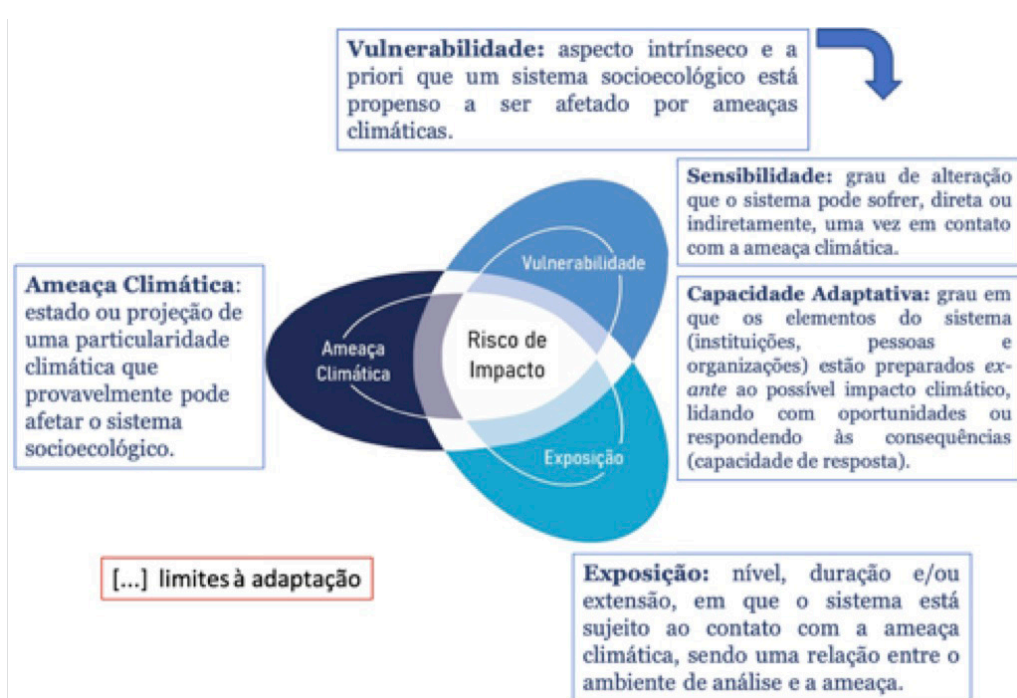 Vulnerabilidade: aspecto intrínseco e a
priori que um sistema socioecológico está
propenso a ser afetado por ameaças
climáticas.
Sensibilidade: grau de alteração
que o sistema pode sofrer, direta ou
indiretamente, uma vez em contato
com a ameaça climática.
Ameaça Climática:
estado ou projeção de
uma particularidade
climática que
provavelmente pode
afetar o sistema
socioecológico.
Vulnerabilidade
Ameaça
Climática
Risco de
Impacto
Exposição
Capacidade Adaptativa: grau em
que os elementos do sistema
(instituições, pessoas e
organizações) estão preparados ex-
ante ao possível impacto climático,
lidando com oportunidades ou
respondendo às consequências
(capacidade de resposta).
[...] limites à adaptação
Exposição: nível, duração e/ou
extensão, em que o sistema está
sujeito ao contato com a ameaça
climática, sendo uma relação entre o
ambiente de análise e a ameaça.